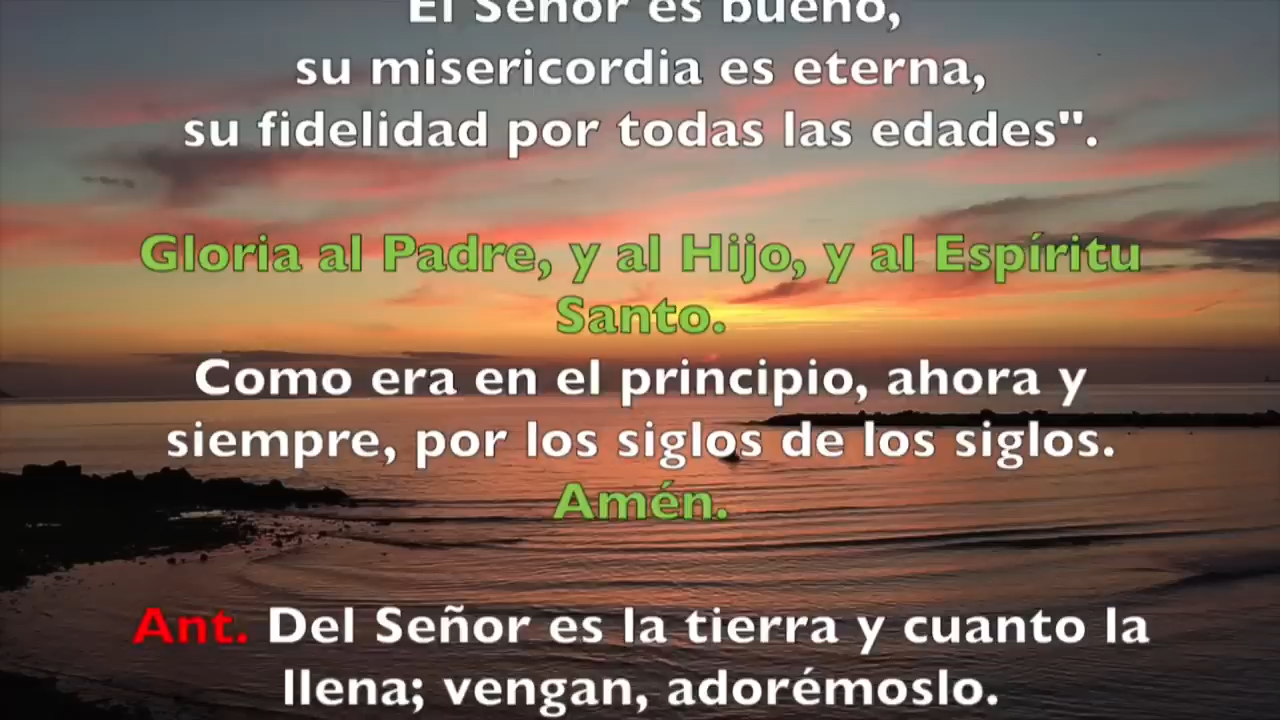 El Señor es bueno,
su misericordia es eterna,
su fidelidad por todas las edades".
Gloria al Padre, y al Hijo, y al Espíritu
Santo.
Como era en el principio, ahora y
siempre, por los siglos de los siglos.
Amén.
Ant. Del Señor es la tierra y cuanto la
llena; vengan, adorémoslo.